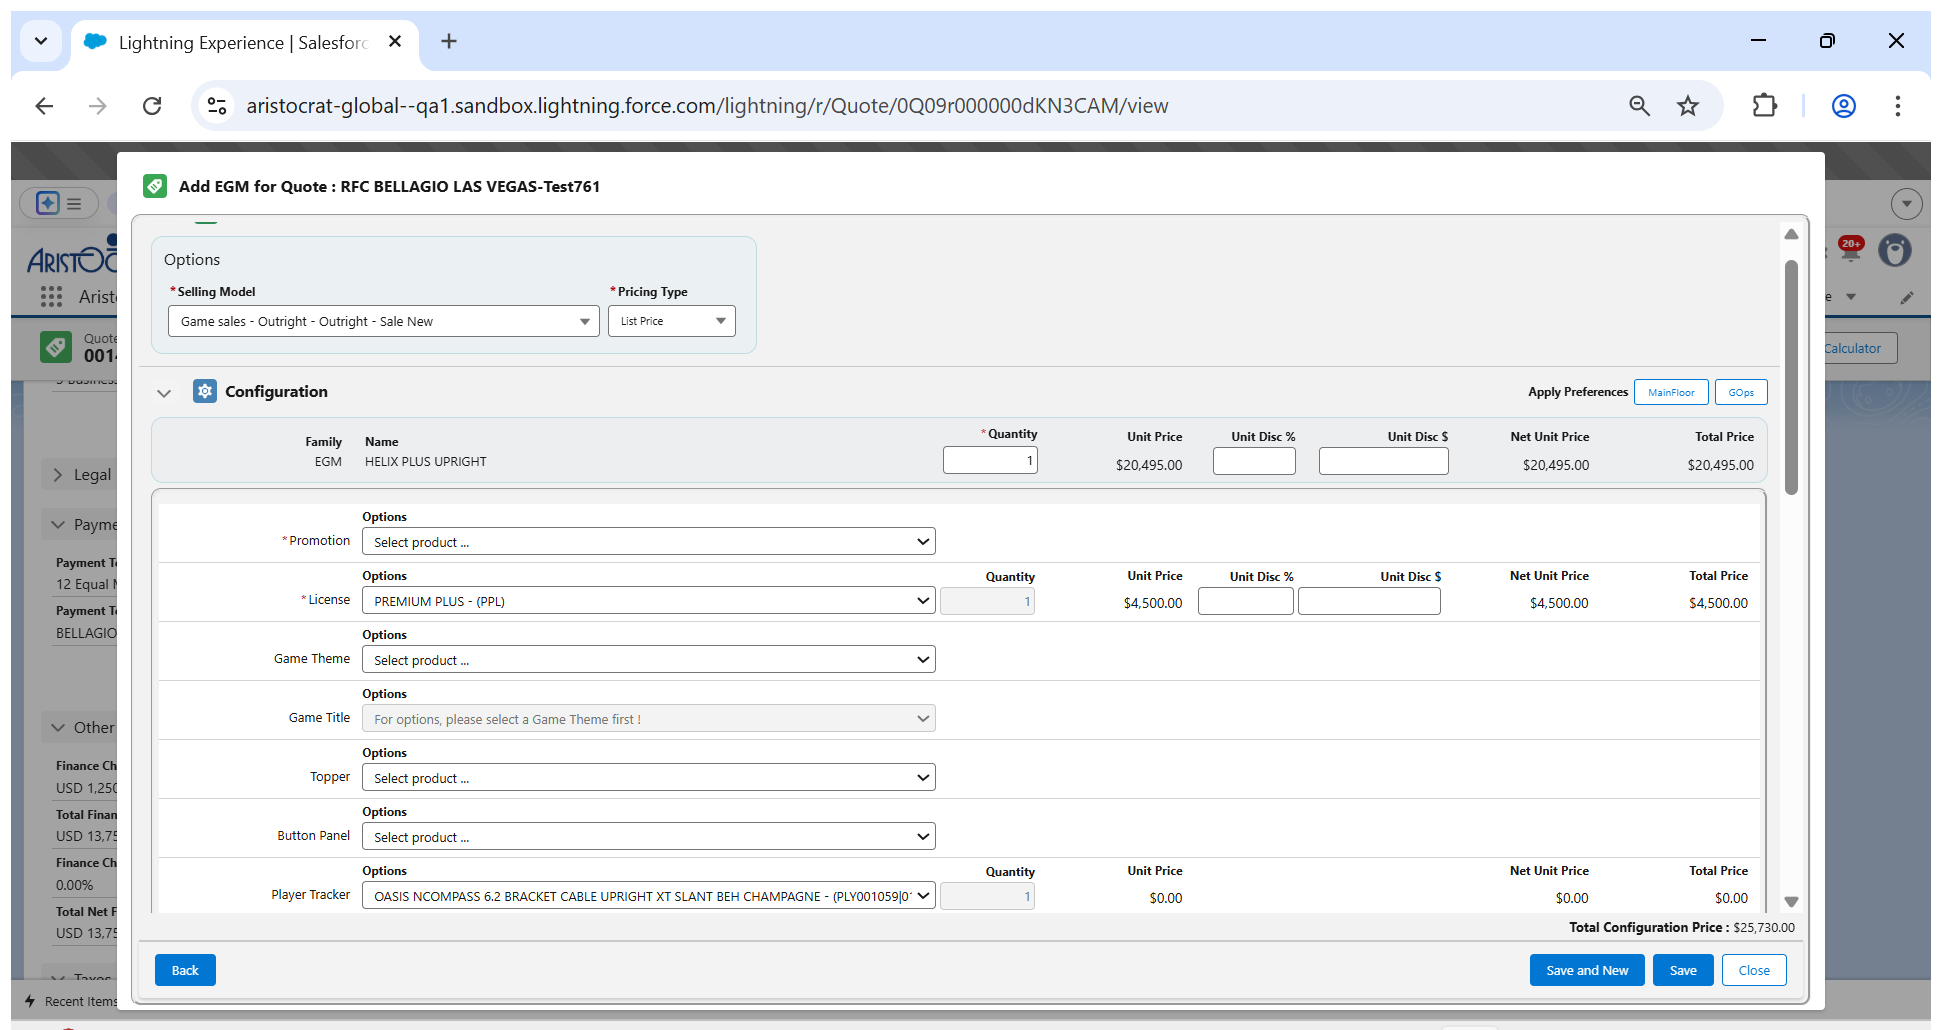 Lightning Experience | Salesforc
aristocrat-global--qa1.sandbox.lightning.force.com/lightning/r/Quote/0Q09r000000dKN3CAM/view
Add EGM for Quote : RFC BELLAGIO LAS VEGAS-Test761
20+
Quote
001
Calculator
9 Business
Legal
Payme
Payment T
12 Equal
Payment T
BELLAGIO
Other
Finance Ch
USD 1,250
Total Finan
USD 13,75
Finance Ch
0.00%
Total Net F
USD 13,75
Taxes
Recent Items
Options
*Selling Model *Pricing Type
Game sales - Outright - Outright - Sale New List Price
Configuration Apply Preferences MainFloor GOps
Family Name *Quantity Unit Price Unit Disc % Unit Disc $ Net Unit Price Total Price
EGM HELIX PLUS UPRIGHT 1 $20,495.00 $20,495.00 $20,495.00
Options
*Promotion Select product ...
Options Quantity Unit Price Unit Disc % Unit Disc $ Net Unit Price Total Price
*License PREMIUM PLUS - (PPL) 1 $4,500.00 $4,500.00 $4,500.00
Options
Game Theme Select product ...
Options
Game Title For options, please select a Game Theme first !
Options
Topper Select product ...
Options
Button Panel Select product ...
Options Quantity Unit Price Net Unit Price Total Price
Player Tracker OASIS NCOMPASS 6.2 BRACKET CABLE UPRIGHT XT SLANT BEH CHAMPAGNE - (PLY001059|0 1 $0.00 $0.00 $0.00
Total Configuration Price : $25,730.00
Back Save and New Save Close